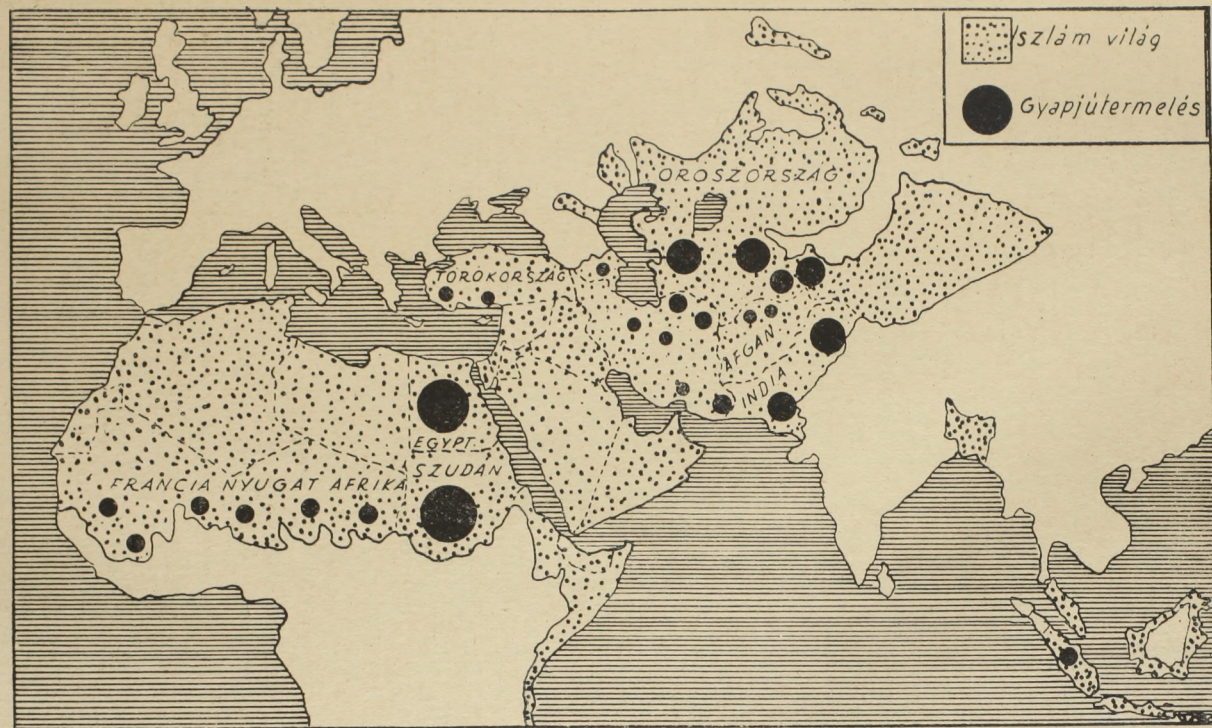 Iszlám világ
Gyapjútermelés
OROSZORSZÁG
TÖRÖKORSZÁG
AFGAN
INDIA
EGYPT
SZUDÁN
FRANCIA NYUGAT AFRIKA